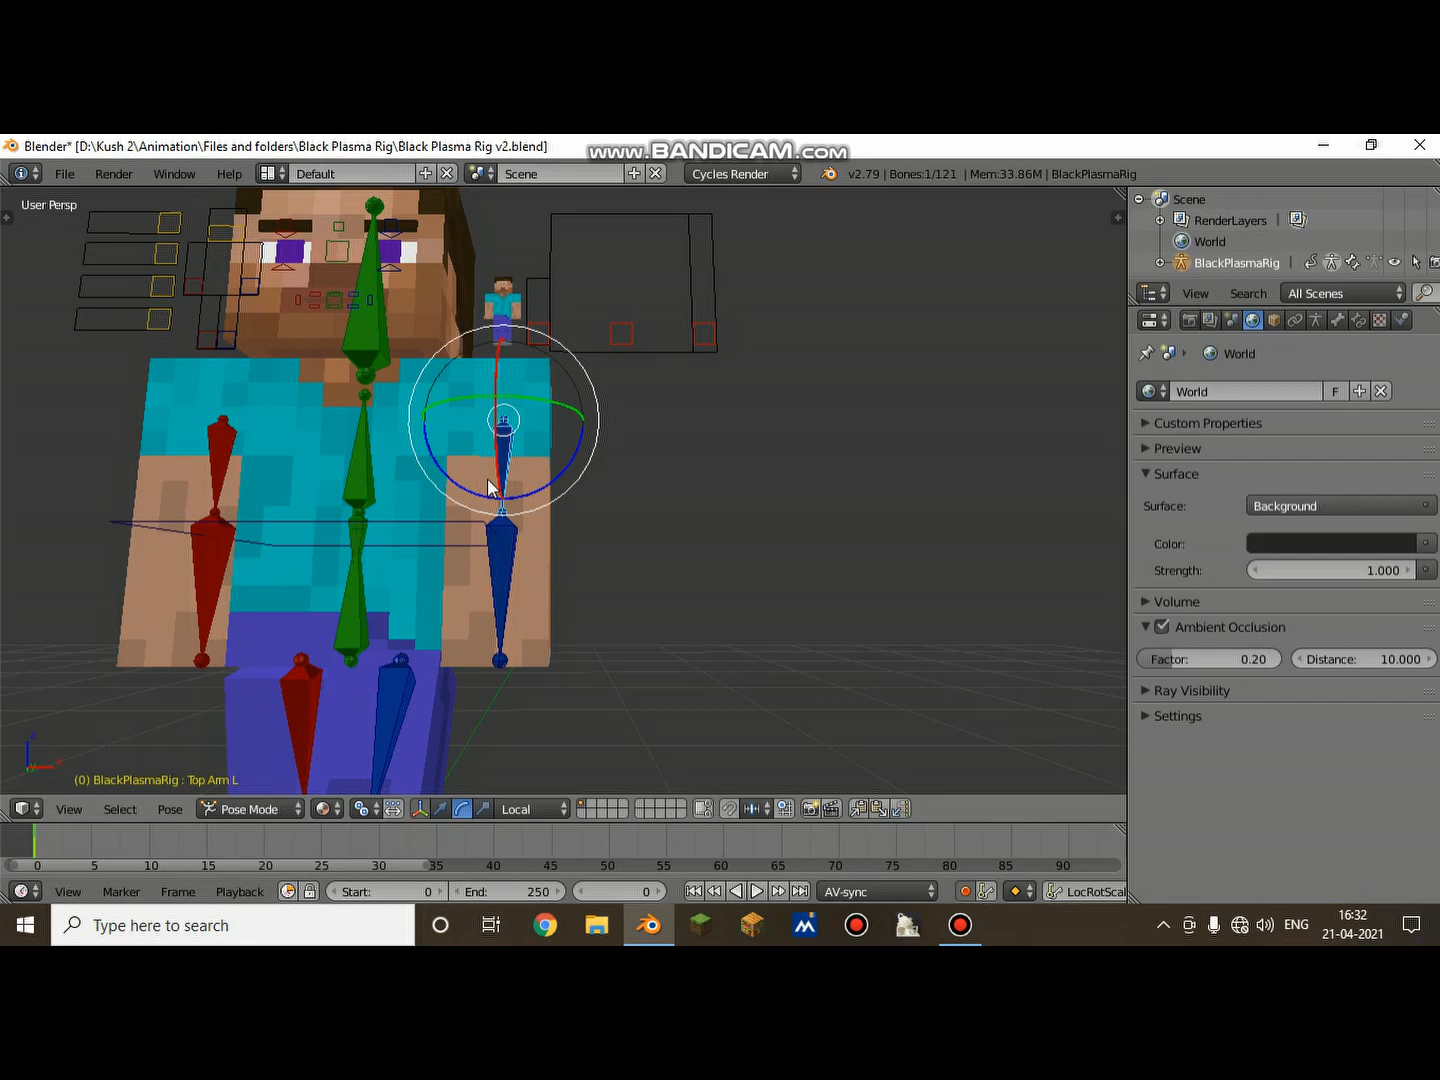 Blender* [D:\Kush 2\Animation\Files and folders\Black Plasma Rig\Black Plasma Rig v2.blend]
www.BANDICAM.com
File Render Window Help Default Scene Cycles Render v2.79 | Bones:1/121 | Mem:33.86M | BlackPlasmaRig
User Persp
Scene
RenderLayers
World
BlackPlasmaRig
View Search All Scenes
World
World F
Custom Properties
Preview
Surface
Surface: Background
Color:
Strength: 1.000
Volume
Ambient Occlusion
Factor: 0.20 Distance: 10.000
Ray Visibility
Settings
(0) BlackPlasmaRig : Top Arm L
View Select Pose Pose Mode Local
0 5 10 15 20 25 30 35 40 45 50 55 60 65 70 75 80 85 90
View Marker Frame Playback Start: 0 End: 250 0 AV-sync LocRotScal
Type here to search
ENG
16:32
21-04-2021